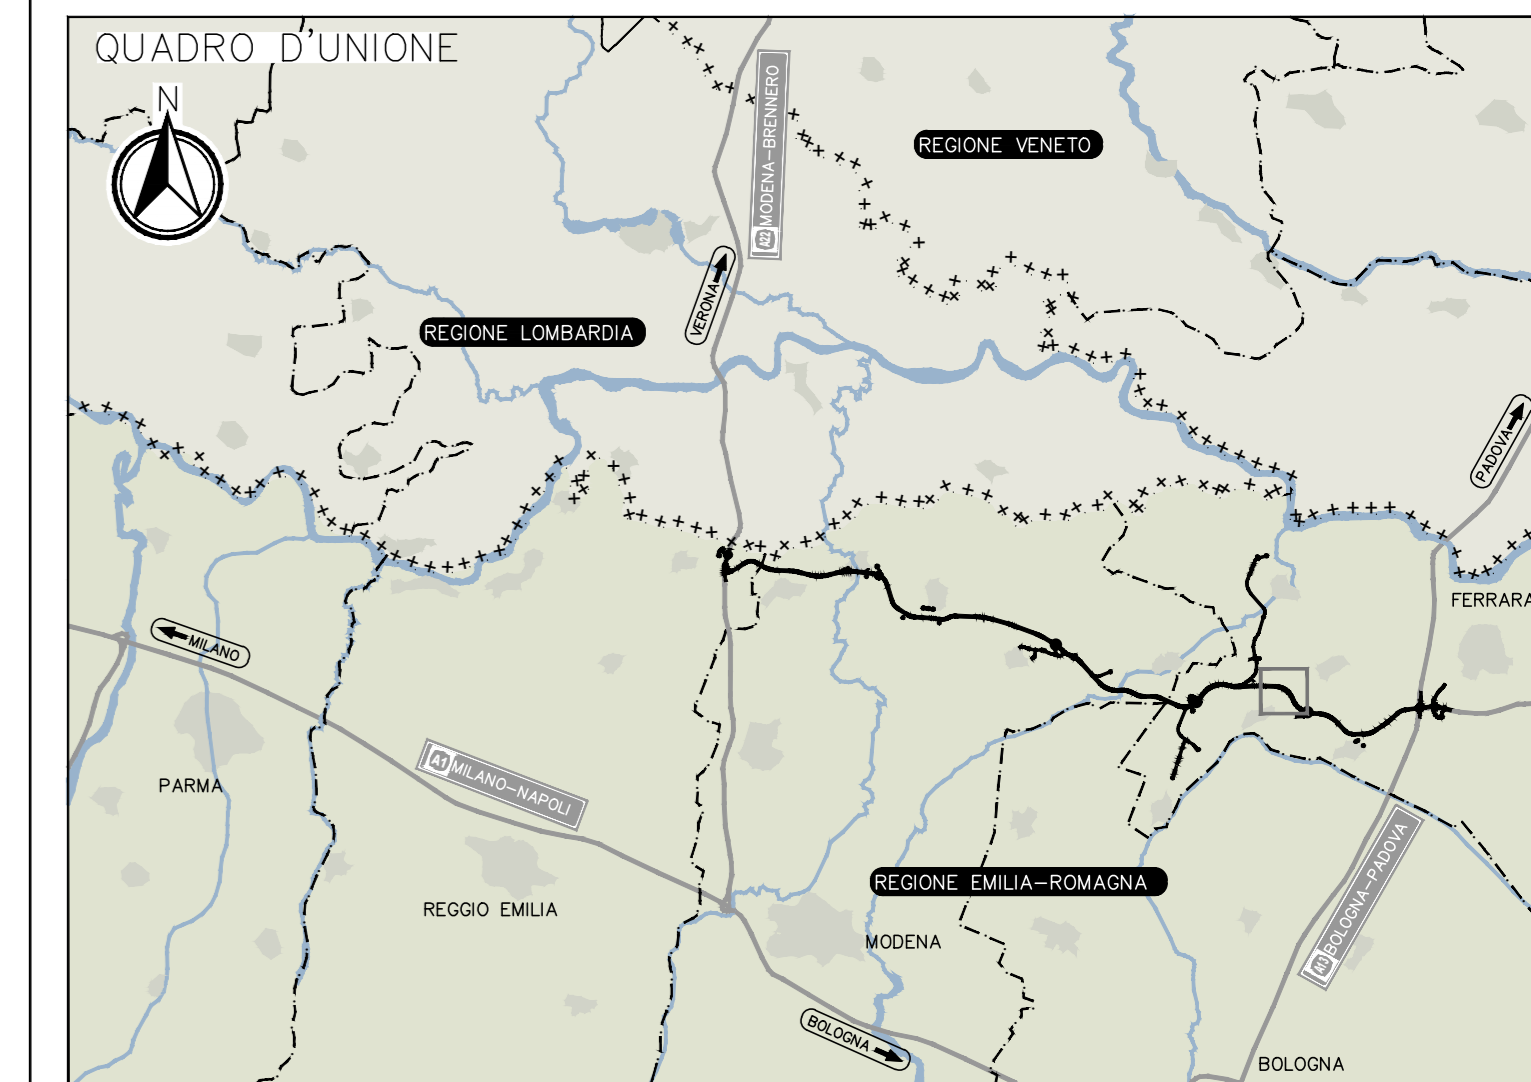 QUADRO D'UNIONE
N
A22 MODENA-BRENNERO
REGIONE VENETO
VERONA
REGIONE LOMBARDIA
PADOVA
FERRARA
MILANO
A1 MILANO-NAPOLI
PARMA
REGIONE EMILIA-ROMAGNA
A13 BOLOGNA-PADOVA
REGGIO EMILIA
MODENA
BOLOGNA
BOLOGNA